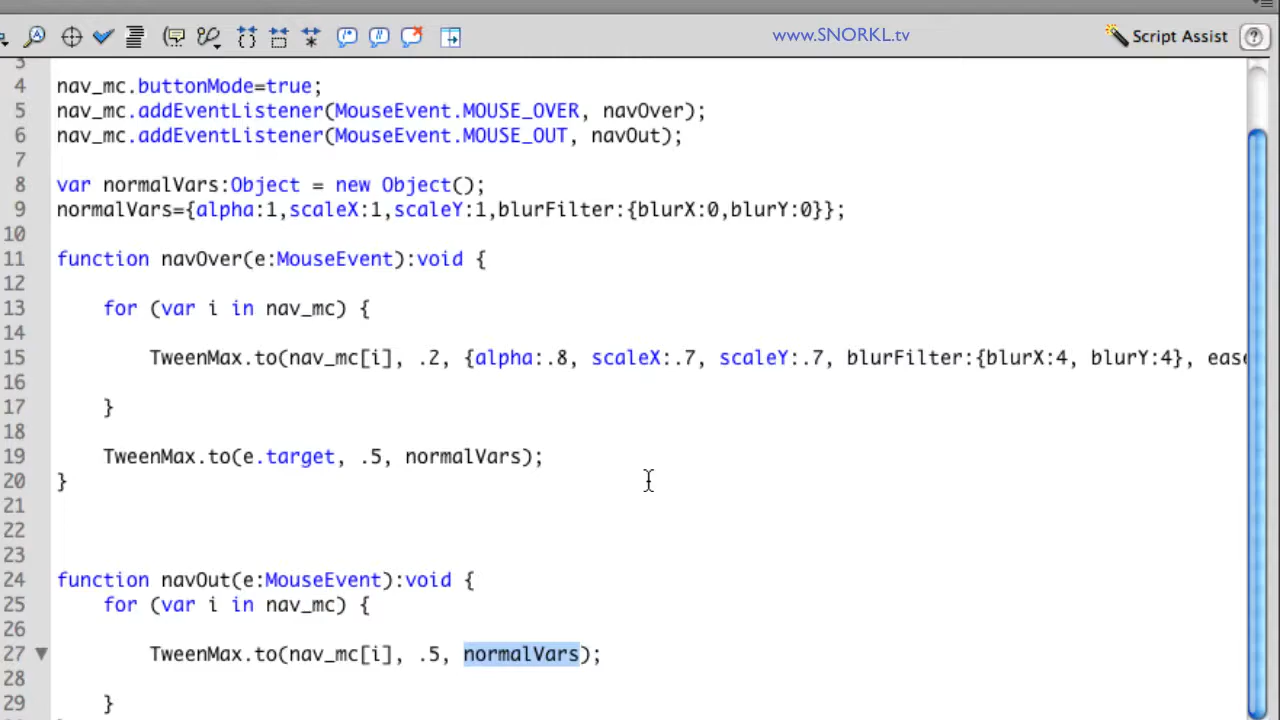 www.SNORKL.tv
Script Assist
3
4 nav_mc.buttonMode=true;
5 nav_mc.addEventListener(MouseEvent.MOUSE_OVER, navOver);
6 nav_mc.addEventListener(MouseEvent.MOUSE_OUT, navOut);
7
8 var normalVars:Object = new Object();
9 normalVars={alpha:1,scaleX:1,scaleY:1,blurFilter:{blurX:0,blurY:0}};
10
11 function navOver(e:MouseEvent):void {
12
13 for (var i in nav_mc) {
14
15 TweenMax.to(nav_mc[i], .2, {alpha:.8, scaleX:.7, scaleY:.7, blurFilter:{blurX:4, blurY:4}, ease
16
17 }
18
19 TweenMax.to(e.target, .5, normalVars);
20 }
21
22
23
24 function navOut(e:MouseEvent):void {
25 for (var i in nav_mc) {
26
27 TweenMax.to(nav_mc[i], .5, normalVars);
28
29 }